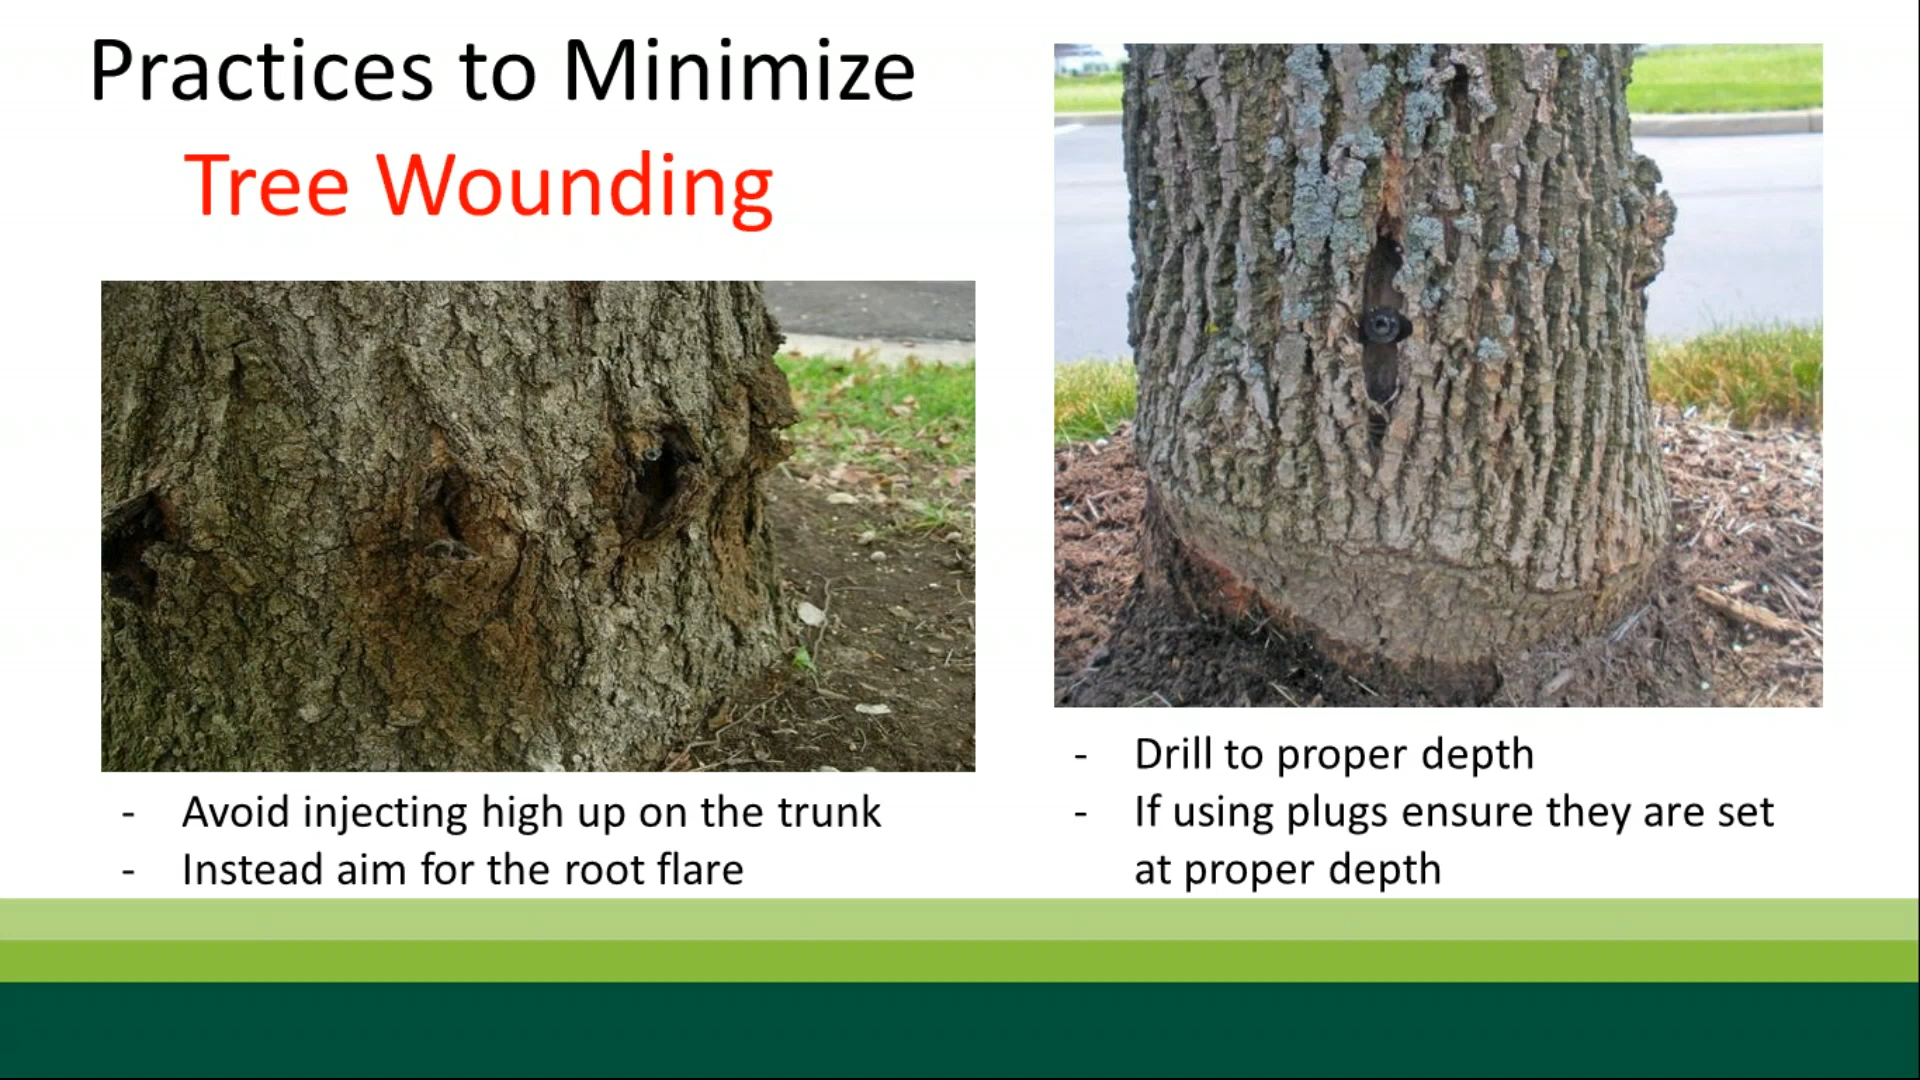 Practices to Minimize
Tree Wounding
- Avoid injecting high up on the trunk
- Instead aim for the root flare
- Drill to proper depth
- If using plugs ensure they are set
at proper depth